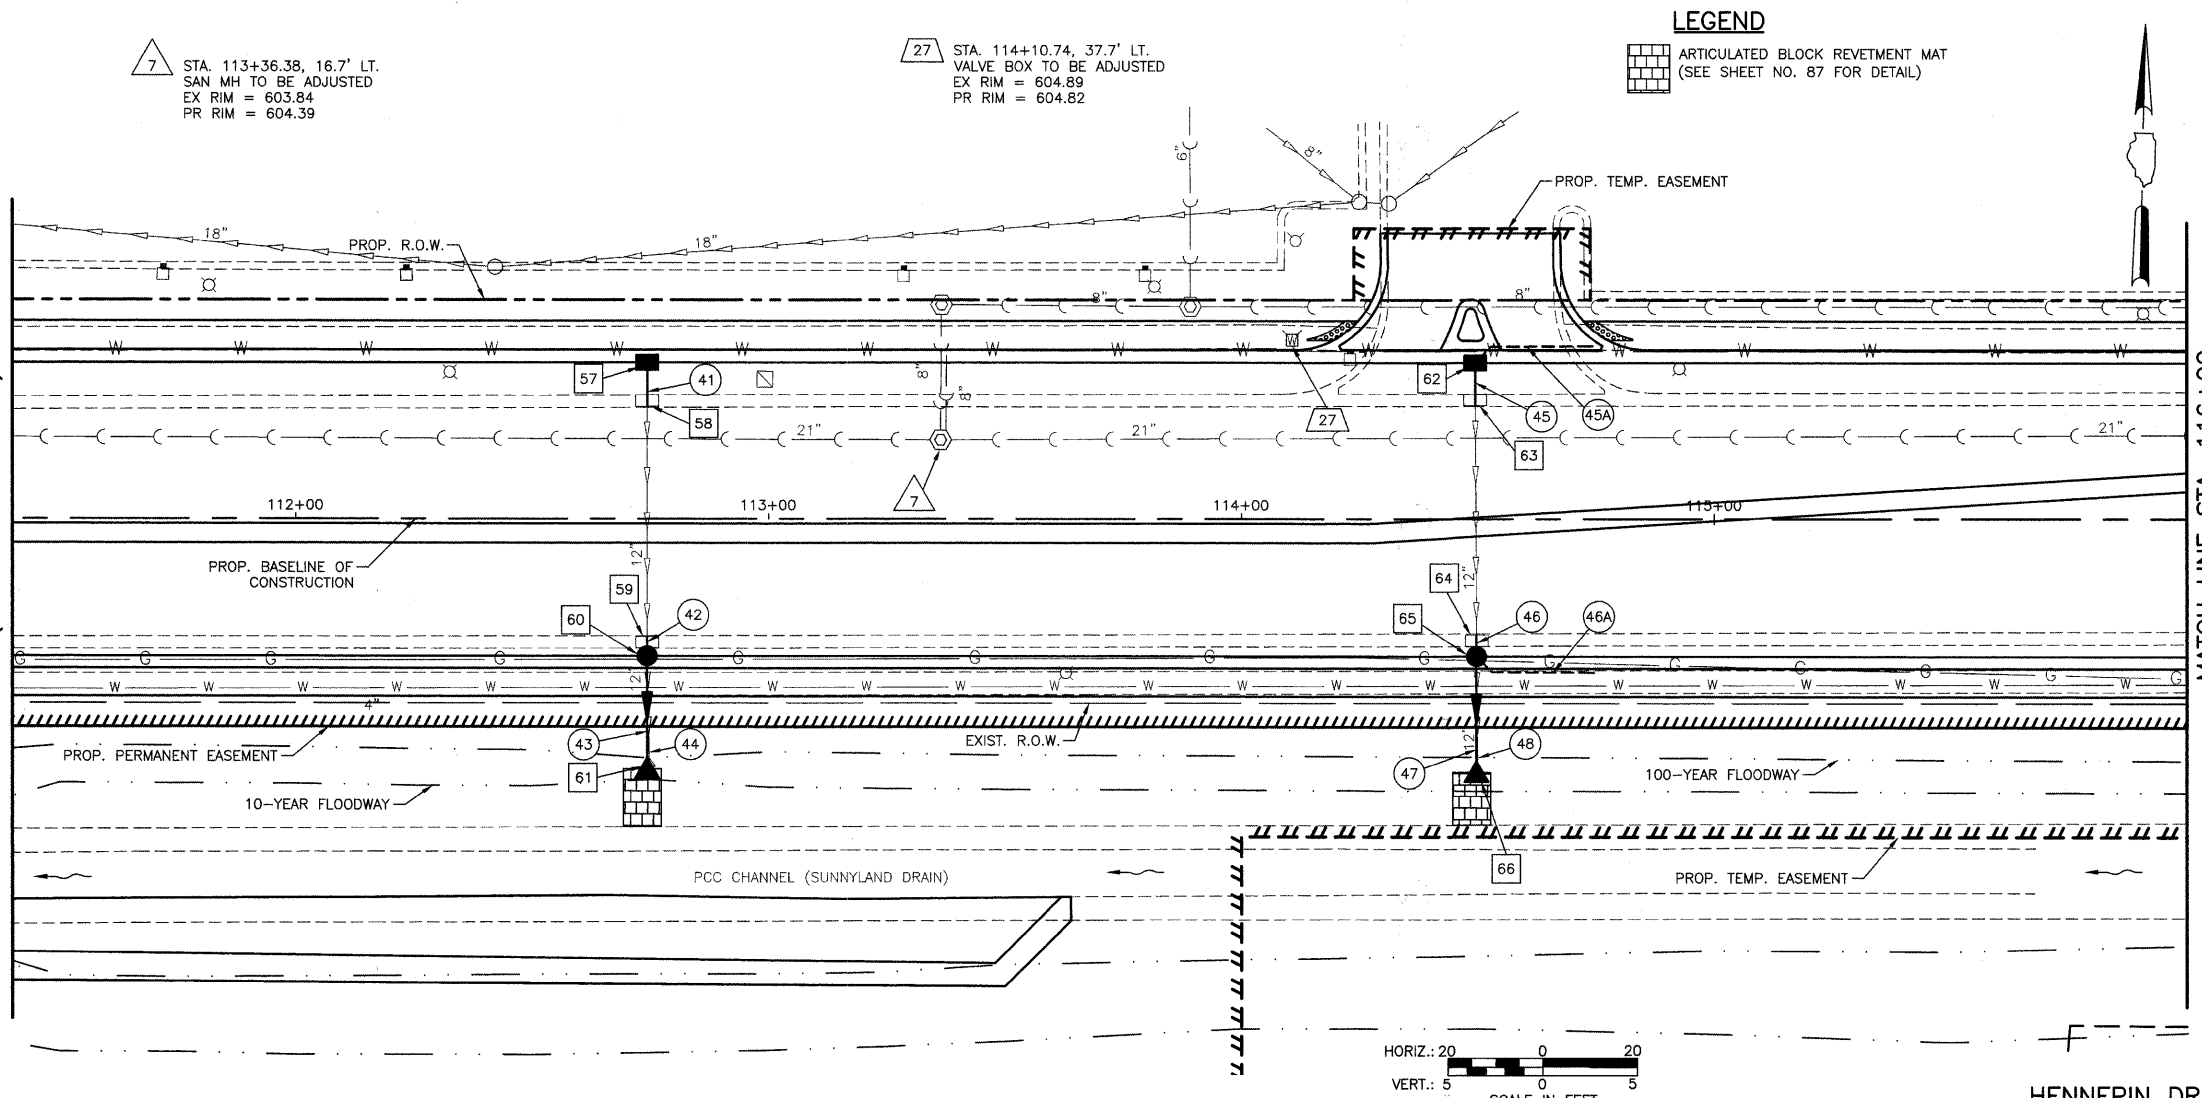 LEGEND
7
STA. 113+36.38, 16.7' LT.
SAN MH TO BE ADJUSTED
EX RIM = 603.84
PR RIM = 604.39
27
STA. 114+10.74, 37.7' LT.
VALVE BOX TO BE ADJUSTED
EX RIM = 604.89
PR RIM = 604.82
ARTICULATED BLOCK REVETMENT MAT
(SEE SHEET NO. 87 FOR DETAIL)
6"
8"
PROP. TEMP. EASEMENT
18"
PROP. R.O.W.
18"
8"
8"
W W W W W W W W W W W W W W W W W
57
41
8"
8"
62
58
27
45
45A
63
21"
21"
21"
7
112+00
113+00
114+00
115+00
PROP. BASELINE OF
CONSTRUCTION
12"
12"
59
42
60
64
65
46
46A
G G G G G G G G G G G G G G
2"
W W W W W W W W W W W W W W W W W W W W W W
4"
PROP. PERMANENT EASEMENT
43
44
EXIST. R.O.W.
12"
48
47
61
100-YEAR FLOODWAY
10-YEAR FLOODWAY
66
PCC CHANNEL (SUNNYLAND DRAIN)
PROP. TEMP. EASEMENT
HORIZ.: 20 0 20
VERT.: 5 0 5
SCALE IN FEET
HENNEPIN DR